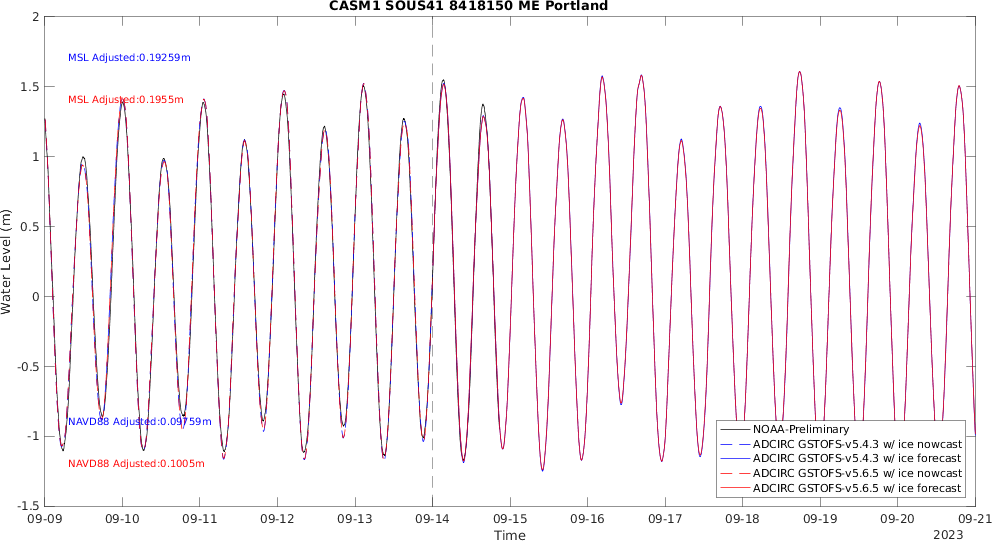 CASM1 SOUS41 8418150 ME Portland
MSL Adjusted:0.19259m
MSL Adjusted:0.1955m
NAVD88 Adjusted:0.09759m
NAVD88 Adjusted:0.1005m
Water Level (m)
2
1.5
1
0.5
0
-0.5
-1
-1.5
NOAA-Preliminary
ADCIRC GSTOFS-v5.4.3 w/ ice nowcast
ADCIRC GSTOFS-v5.4.3 w/ ice forecast
ADCIRC GSTOFS-v5.6.5 w/ ice nowcast
ADCIRC GSTOFS-v5.6.5 w/ ice forecast
09-09 09-10 09-11 09-12 09-13 09-14 09-15 09-16 09-17 09-18 09-19 09-20 09-21
Time
2023